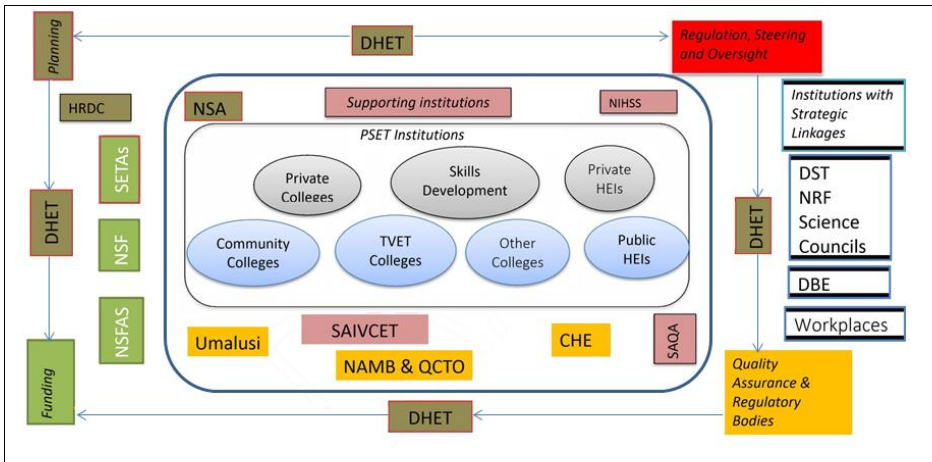 Planning
DHET
Regulation, Steering
and Oversight
HRDC
NSA
Supporting institutions
NIHSS
Institutions with
Strategic
Linkages
PSET Institutions
SETAs
Private
Colleges
Skills
Development
Private
HEIs
DST
NRF
Science
Councils
DHET
NSF
Community
Colleges
TVET
Colleges
Other
Colleges
Public
HEIs
DHET
DBE
NSFAS
Umalusi
SAIVCET
CHE
SAQA
Workplaces
NAMB & QCTO
Funding
DHET
Quality
Assurance &
Regulatory
Bodies